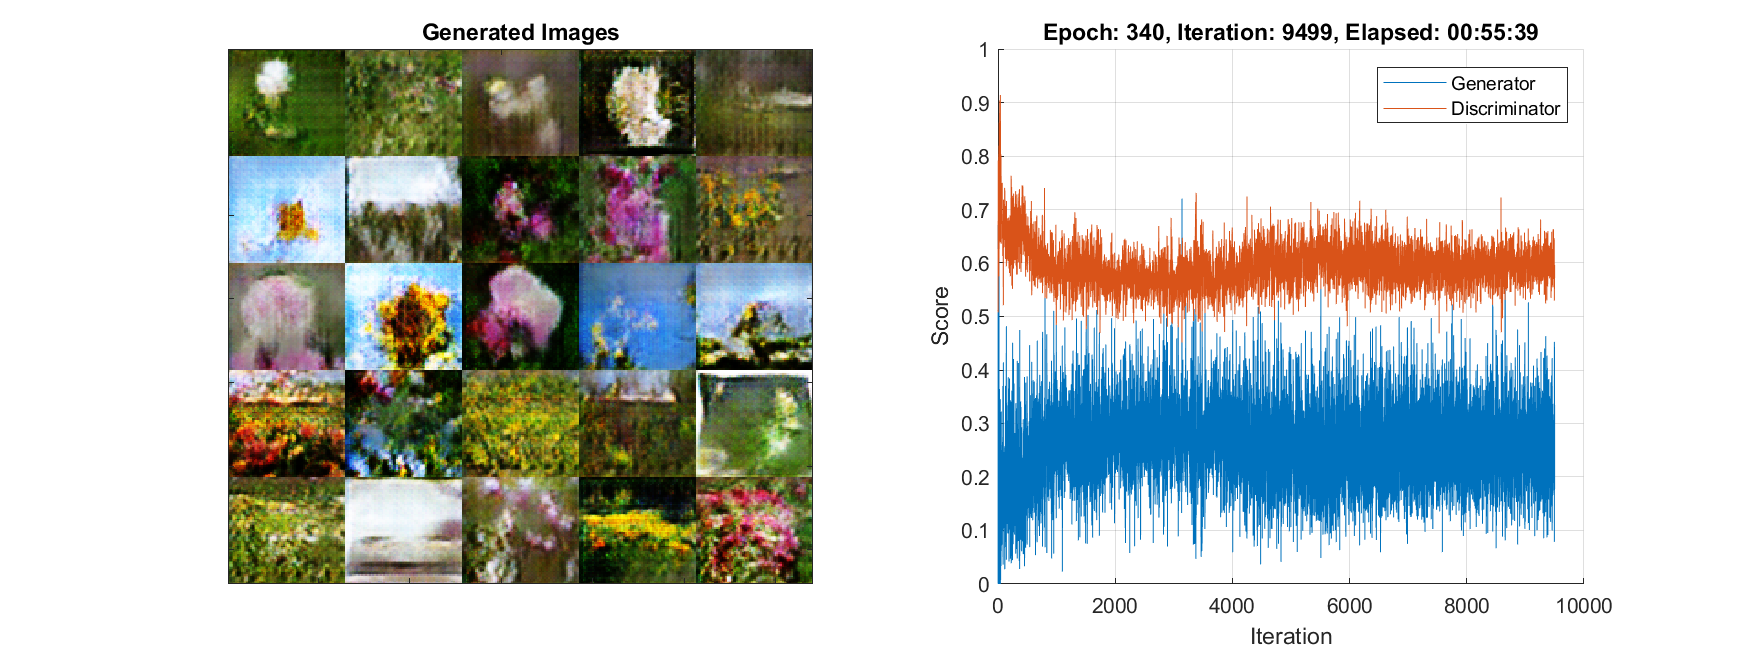 Generated Images
Epoch: 340, Iteration: 9499, Elapsed: 00:55:39
Generator
Discriminator
1
0.9
0.8
0.7
0.6
0.5
0.4
0.3
0.2
0.1
0
Score
0 2000 4000 6000 8000 10000
Iteration